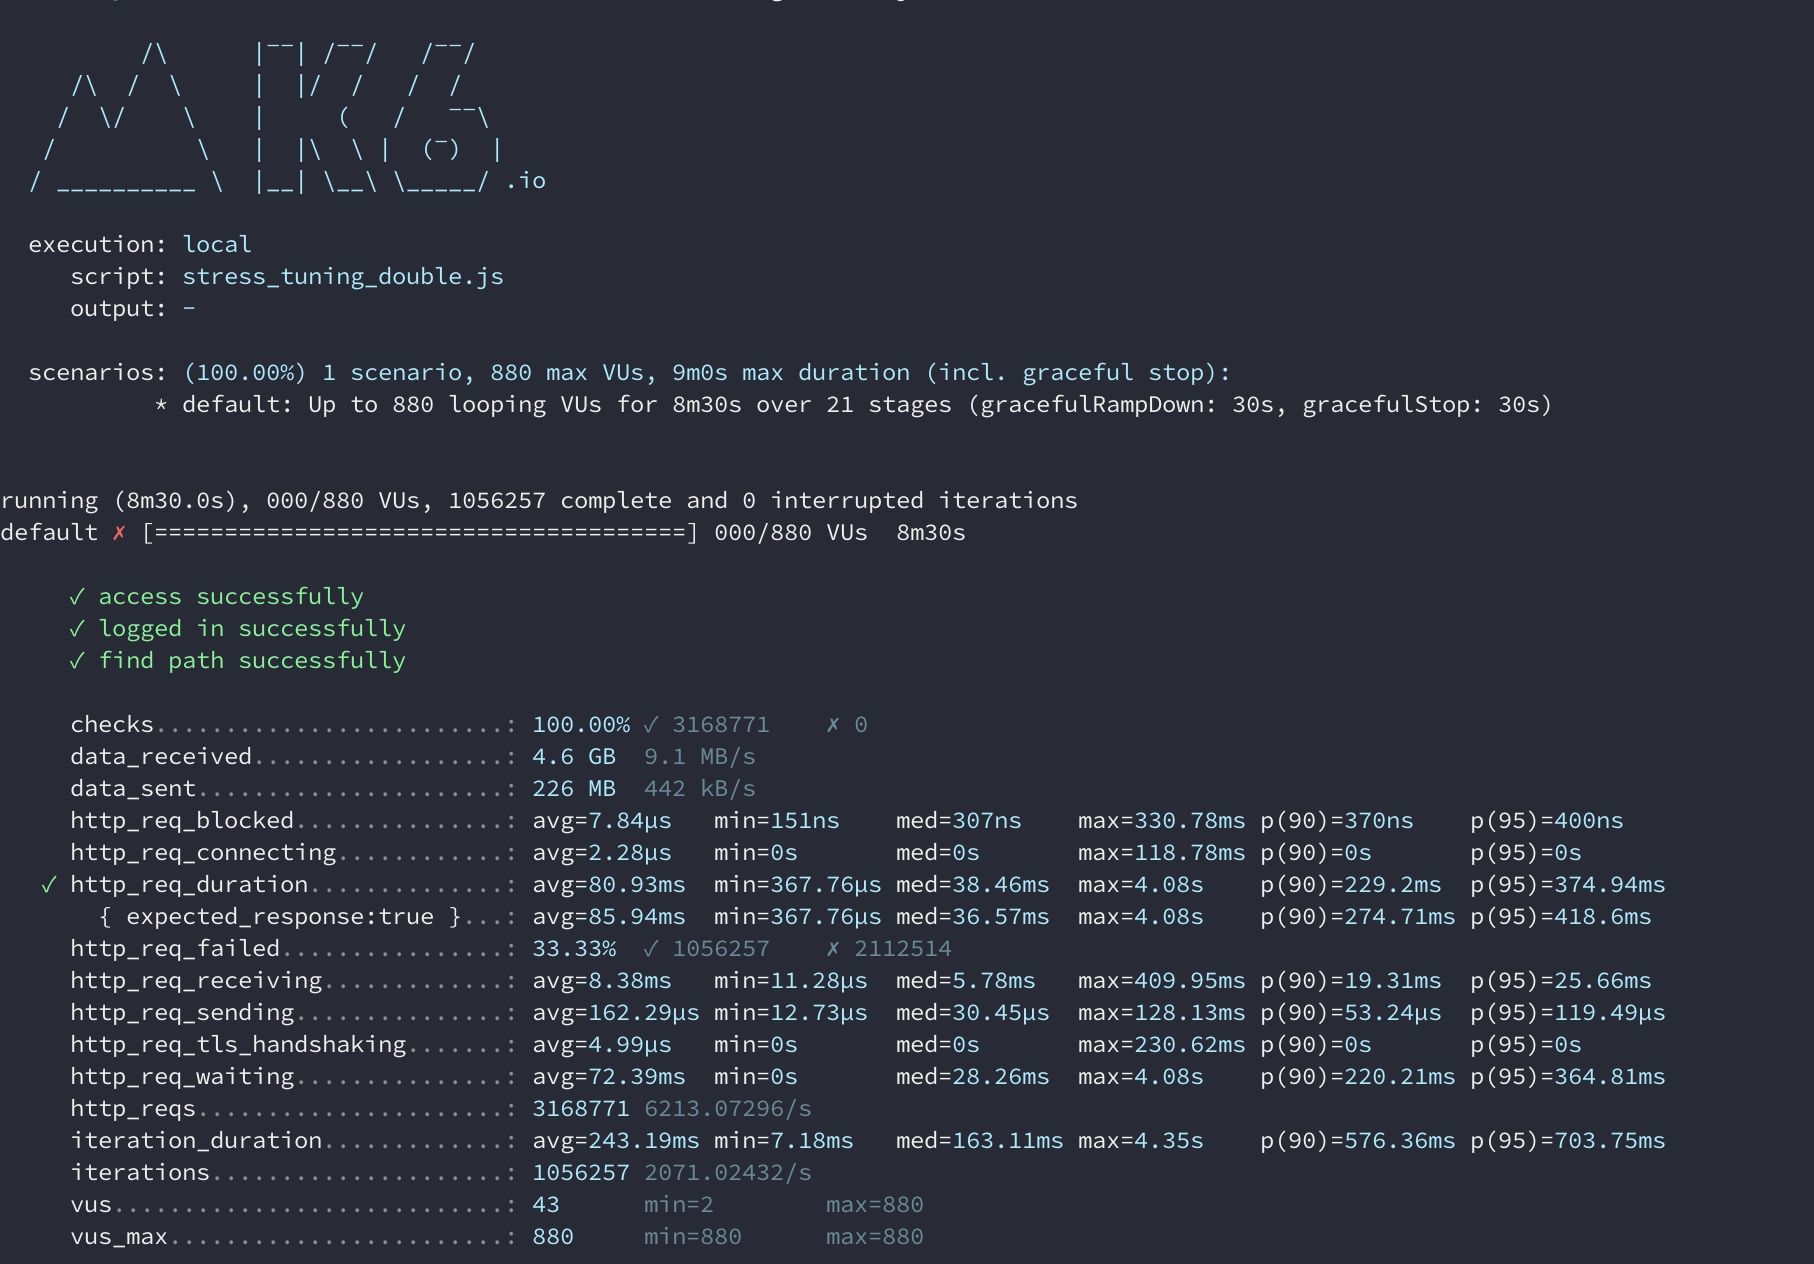 /\      |‾‾| /‾‾/   /‾‾/
     /\  /  \     |  |/  /   /  /
    /  \/    \    |     (   /   ‾‾\
   /          \   |  |\  \ |  (‾)  |
  / __________ \  |__| \__\ \_____/ .io
execution: local
script: stress_tuning_double.js
output: -
scenarios: (100.00%) 1 scenario, 880 max VUs, 9m0s max duration (incl. graceful stop):
* default: Up to 880 looping VUs for 8m30s over 21 stages (gracefulRampDown: 30s, gracefulStop: 30s)
running (8m30.0s), 000/880 VUs, 1056257 complete and 0 interrupted iterations
default ✗ [======================================] 000/880 VUs  8m30s
✓ access successfully
✓ logged in successfully
✓ find path successfully
checks.........................: 100.00% ✓ 3168771    ✗ 0
data_received..................: 4.6 GB  9.1 MB/s
data_sent......................: 226 MB  442 kB/s
http_req_blocked...............: avg=7.84µs   min=151ns    med=307ns    max=330.78ms p(90)=370ns    p(95)=400ns
http_req_connecting............: avg=2.28µs   min=0s       med=0s       max=118.78ms p(90)=0s       p(95)=0s
✓ http_req_duration..............: avg=80.93ms  min=367.76µs med=38.46ms  max=4.08s    p(90)=229.2ms  p(95)=374.94ms
{ expected_response:true }...: avg=85.94ms  min=367.76µs med=36.57ms  max=4.08s    p(90)=274.71ms p(95)=418.6ms
http_req_failed................: 33.33%  ✓ 1056257    ✗ 2112514
http_req_receiving.............: avg=8.38ms   min=11.28µs  med=5.78ms   max=409.95ms p(90)=19.31ms  p(95)=25.66ms
http_req_sending...............: avg=162.29µs min=12.73µs  med=30.45µs  max=128.13ms p(90)=53.24µs  p(95)=119.49µs
http_req_tls_handshaking.......: avg=4.99µs   min=0s       med=0s       max=230.62ms p(90)=0s       p(95)=0s
http_req_waiting...............: avg=72.39ms  min=0s       med=28.26ms  max=4.08s    p(90)=220.21ms p(95)=364.81ms
http_reqs......................: 3168771 6213.07296/s
iteration_duration.............: avg=243.19ms min=7.18ms   med=163.11ms max=4.35s    p(90)=576.36ms p(95)=703.75ms
iterations.....................: 1056257 2071.02432/s
vus............................: 43      min=2        max=880
vus_max........................: 880     min=880      max=880